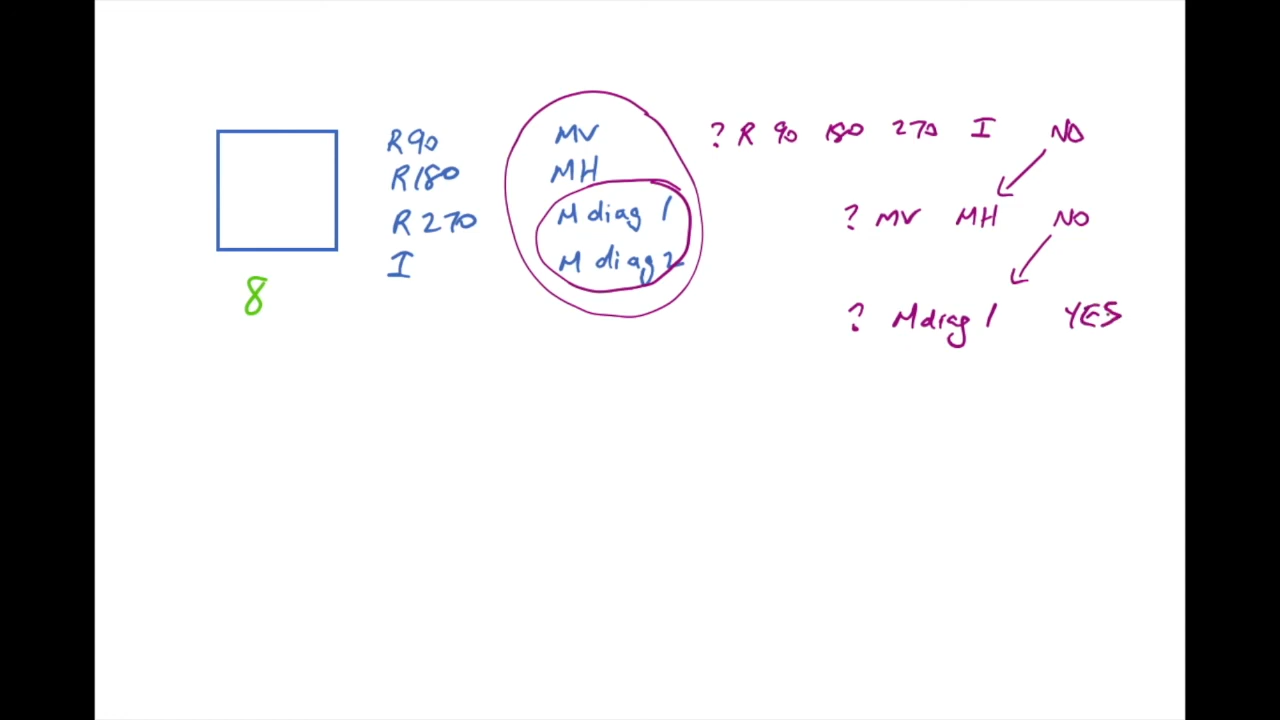 R90
R180
R270
I
MV
MH
M diag 1
M diag 2
? R 90 180 270 I NO
? MV MH NO
? M diag 1 YES
8